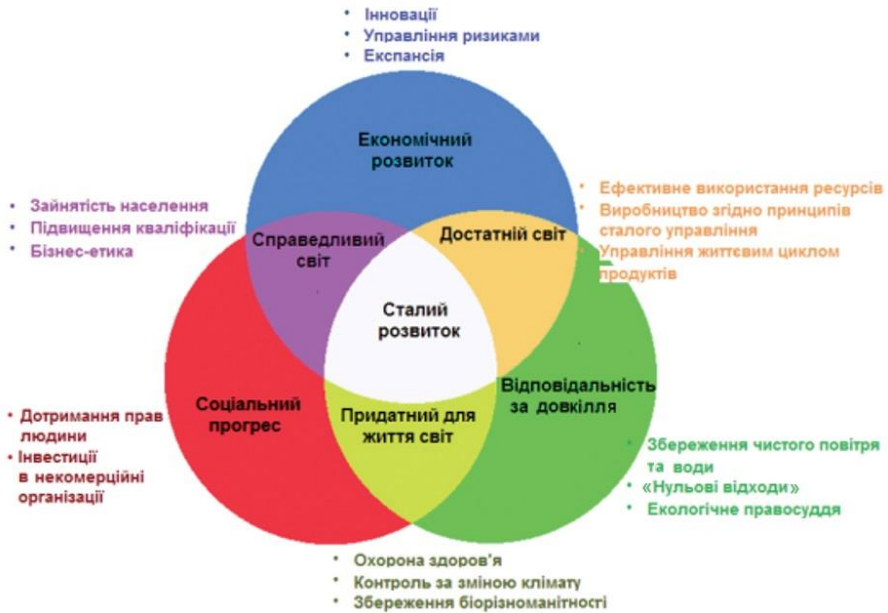 • Інновації
• Управління ризиками
• Експансія
Економічний
розвиток
• Зайнятість населення
• Підвищення кваліфікації
• Бізнес-етика
• Ефективне використання ресурсів
• Виробництво згідно принципів
сталого управління
• Управління життєвим циклом
продуктів
Справедливий
світ
Достатній світ
Сталий
розвиток
Соціальний
прогрес
Придатний для
життя світ
Відповідальність
за довкілля
• Дотримання прав
людини
• Інвестиції
в некомерційні
організації
• Збереження чистого повітря
та води
• «Нульові відходи»
• Екологічне правосуддя
• Охорона здоров'я
• Контроль за зміною клімату
• Збереження біорізноманітності